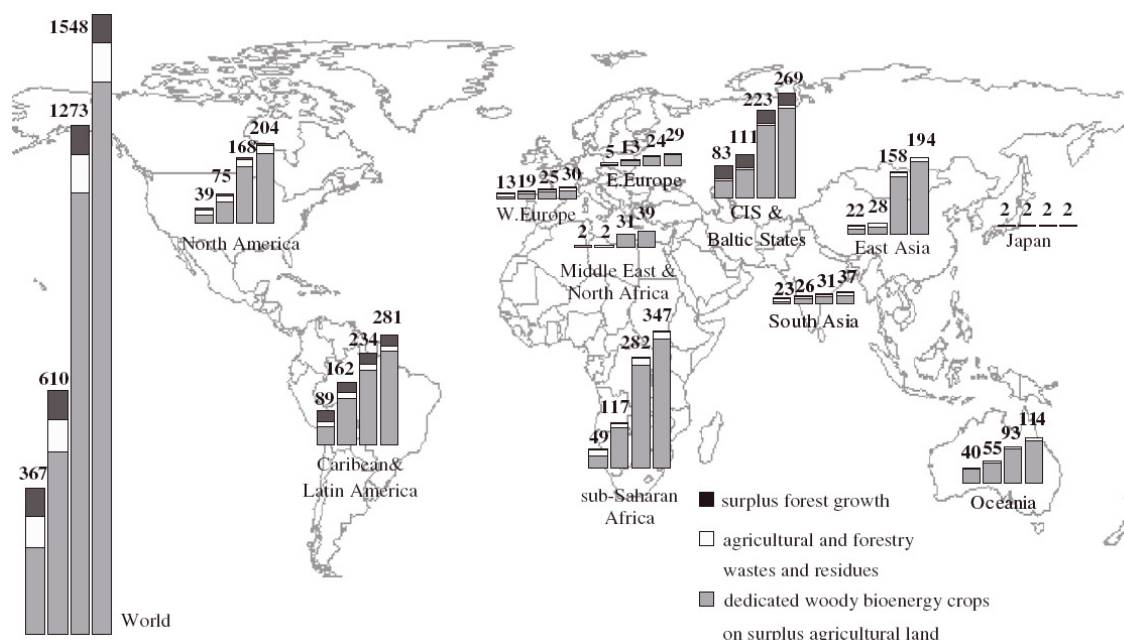 1548
1273
610
367
World
39
75
168
204
North America
89
162
234
281
Caribean&
Latin America
13 19 25 30
W.Europe
5 13 24 29
E.Europe
2 2 31 39
Middle East &
North Africa
49
117
282
347
sub-Saharan
Africa
83
111
223
269
CIS &
Baltic States
22 28
158
194
East Asia
2 2 2 2
Japan
23 26 31 37
South Asia
40
55
93
114
Oceania
surplus forest growth
agricultural and forestry
wastes and residues
dedicated woody bioenergy crops
on surplus agricultural land